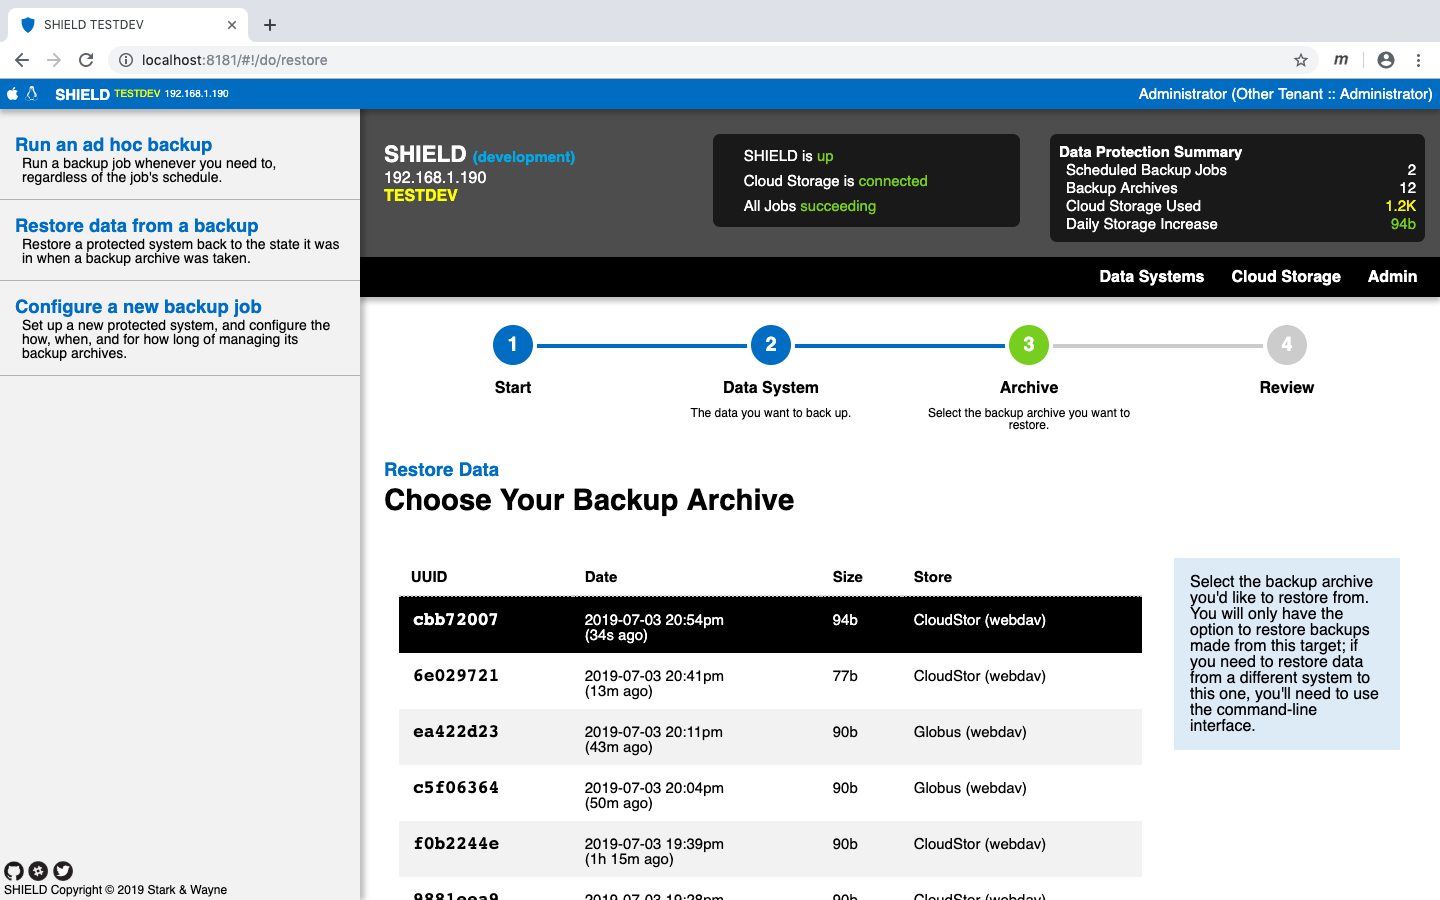 SHIELD TESTDEV
localhost:8181/#!/do/restore
m
SHIELD TESTDEV 192.168.1.190
Administrator (Other Tenant :: Administrator)
Run an ad hoc backup
Run a backup job whenever you need to,
regardless of the job's schedule.
Restore data from a backup
Restore a protected system back to the state it was
in when a backup archive was taken.
Configure a new backup job
Set up a new protected system, and configure the
how, when, and for how long of managing its
backup archives.
SHIELD Copyright © 2019 Stark & Wayne
SHIELD (development)
192.168.1.190
TESTDEV
SHIELD is up
Cloud Storage is connected
All Jobs succeeding
Data Protection Summary
Scheduled Backup Jobs 2
Backup Archives 12
Cloud Storage Used 1.2K
Daily Storage Increase 94b
Data Systems Cloud Storage Admin
1 2 3 4
Start Data System Archive Review
The data you want to back up.
Select the backup archive you want to
restore.
Restore Data
Choose Your Backup Archive
UUID Date Size Store
cbb72007 2019-07-03 20:54pm 94b CloudStor (webdav)
(34s ago)
6e029721 2019-07-03 20:41pm 77b CloudStor (webdav)
(13m ago)
ea422d23 2019-07-03 20:11pm 90b Globus (webdav)
(43m ago)
c5f06364 2019-07-03 20:04pm 90b Globus (webdav)
(50m ago)
f0b2244e 2019-07-03 19:39pm 90b CloudStor (webdav)
(1h 15m ago)
9881eea9 2019-07-03 19:28pm 90b CloudStor (webdav)
Select the backup archive
you'd like to restore from.
You will only have the
option to restore backups
made from this target; if
you need to restore data
from a different system to
this one, you'll need to use
the command-line
interface.